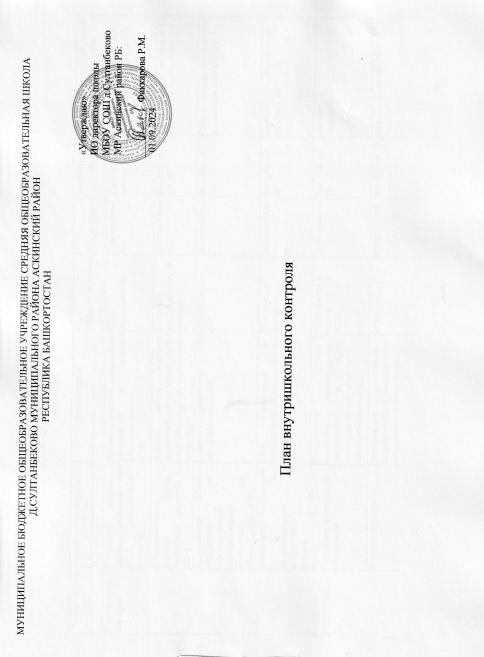 МУНИЦИПАЛЬНОЕ БЮДЖЕТНОЕ ОБЩЕОБРАЗОВАТЕЛЬНОЕ УЧРЕЖДЕНИЕ СРЕДНЯЯ ОБЩЕОБРАЗОВАТЕЛЬНАЯ ШКОЛА
Д.СУЛТАНБЕКОВО МУНИЦИПАЛЬНОГО РАЙОНА АСКИНСКИЙ РАЙОН
РЕСПУБЛИКА БАШКОРТОСТАН
«Утверждаю»
ИО директора школы
МБОУ СОШ д.Султанбеково
МР Аскинский район РБ:
Фаххарова Р.М.
01.09.2024
План внутришкольного контроля